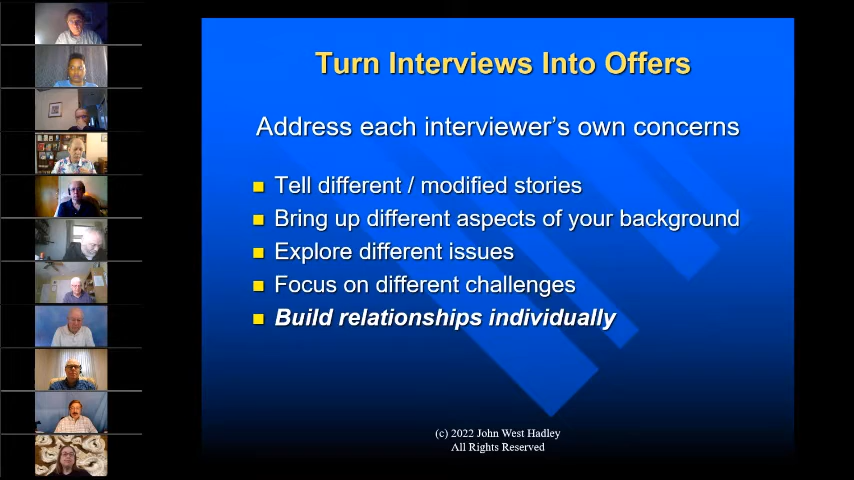 Turn Interviews Into Offers
Address each interviewer's own concerns
Tell different / modified stories
Bring up different aspects of your background
Explore different issues
Focus on different challenges
Build relationships individually
(c) 2022 John West Hadley
All Rights Reserved